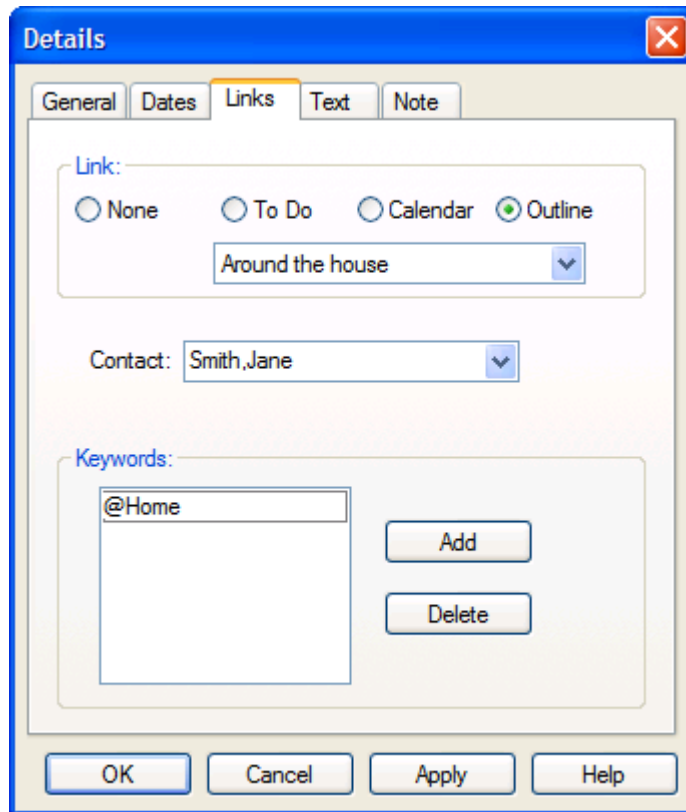 Details
General Dates Links Text Note
Link:
None To Do Calendar Outline
Around the house
Contact: Smith,Jane
Keywords:
@Home
Add
Delete
OK Cancel Apply Help